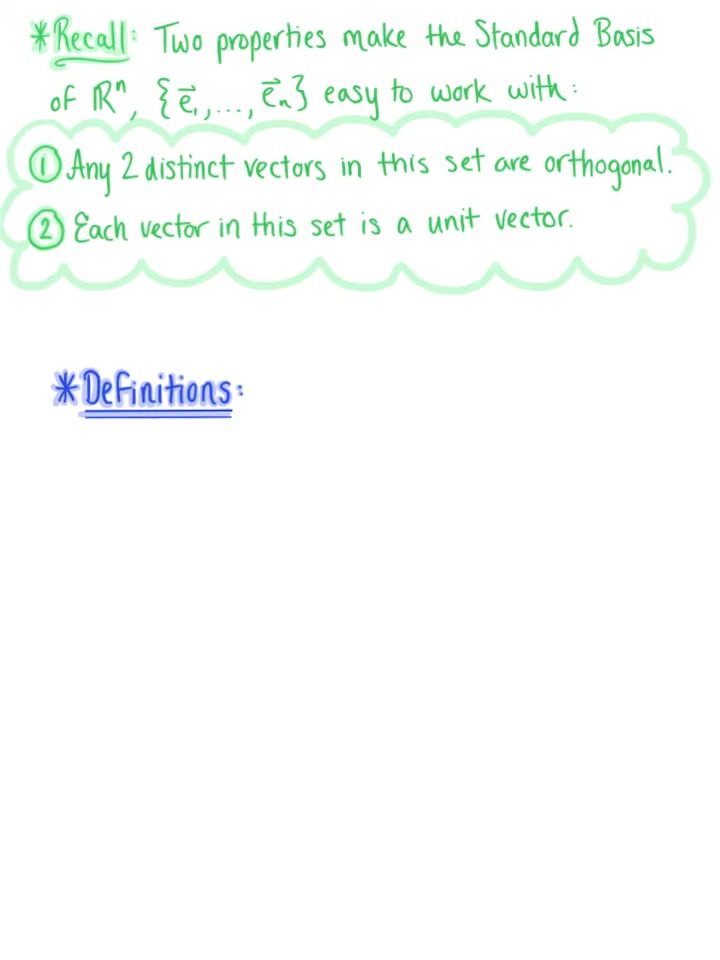 *Recall: Two properties make the Standard Basis
of ℝⁿ, {e⃗₁,...,e⃗ₙ} easy to work with:
① Any 2 distinct vectors in this set are orthogonal.
② Each vector in this set is a unit vector.
*Definitions: